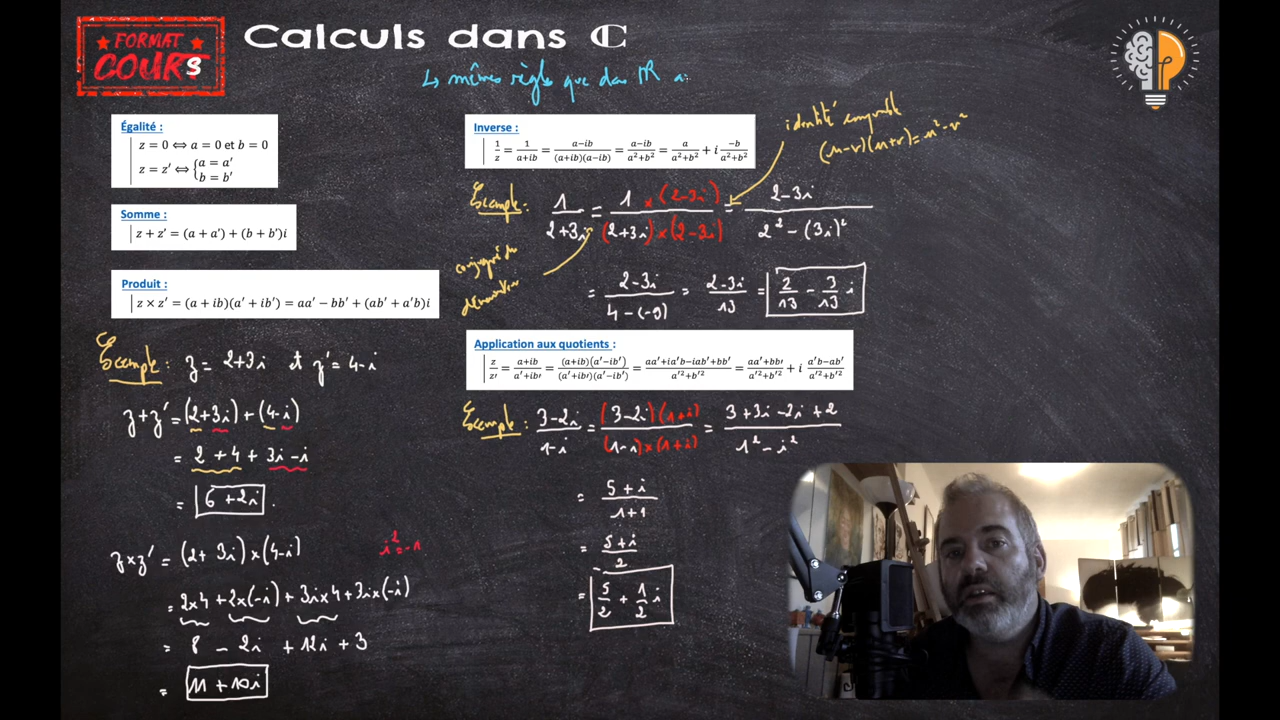 FORMAT
COURS
Calculs dans ℂ
↳ mêmes règles que dans ℝ a
Égalité :
z = 0 ⟺ a = 0 et b = 0
z = z' ⟺ { a = a'
b = b'
Somme :
z + z' = (a + a') + (b + b')i
Produit :
z × z' = (a + ib)(a' + ib') = aa' − bb' + (ab' + a'b)i
Exemple : z = 2+3i et z' = 4-i
z+z' = (2+3i) + (4-i)
= 2 + 4 + 3i - i
= 6 + 2i .
z×z' = (2+3i)×(4-i)
i² = -1
= 2×4 + 2×(-i) + 3i×4 + 3i×(-i)
= 8 - 2i + 12i + 3
= 11 + 10i
Inverse :
1/z = 1/(a+ib) = (a−ib)/((a+ib)(a−ib)) = (a−ib)/(a²+b²) = a/(a²+b²) + i −b/(a²+b²)
identité remarquable
(u-v)(u+v) = u²-v²
Exemple : 1/(2+3i) = (1 × (2-3i))/((2+3i)×(2-3i)) = (2-3i)/(2² - (3i)²)
conjugué du
dénominateur
= (2-3i)/(4-(-9)) = (2-3i)/13 = 2/13 - 3/13 i
Application aux quotients :
z/z' = (a+ib)/(a'+ib') = (a+ib)(a'−ib')/((a'+ib')(a'−ib')) = (aa'+ia'b−iab'+bb')/(a'²+b'²) = (aa'+bb')/(a'²+b'²) + i (a'b−ab')/(a'²+b'²)
Exemple : (3-2i)/(1-i) = ((3-2i)(1+i))/((1-i)×(1+i)) = (3+3i-2i+2)/(1² - i²)
= (5+i)/(1+1)
= (5+i)/2
= 5/2 + 1/2 i